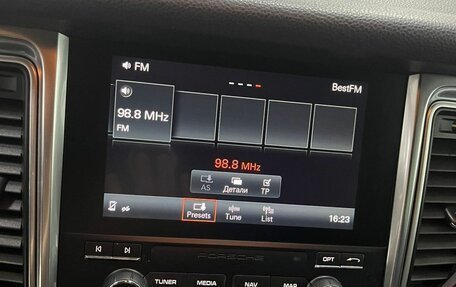 FM
BestFM
98.8 MHz
FM
98.8 MHz
AS Детали TP
Presets Tune List 16:23
PORSCHE
OPT
TUNER MEDIA NAV MAP